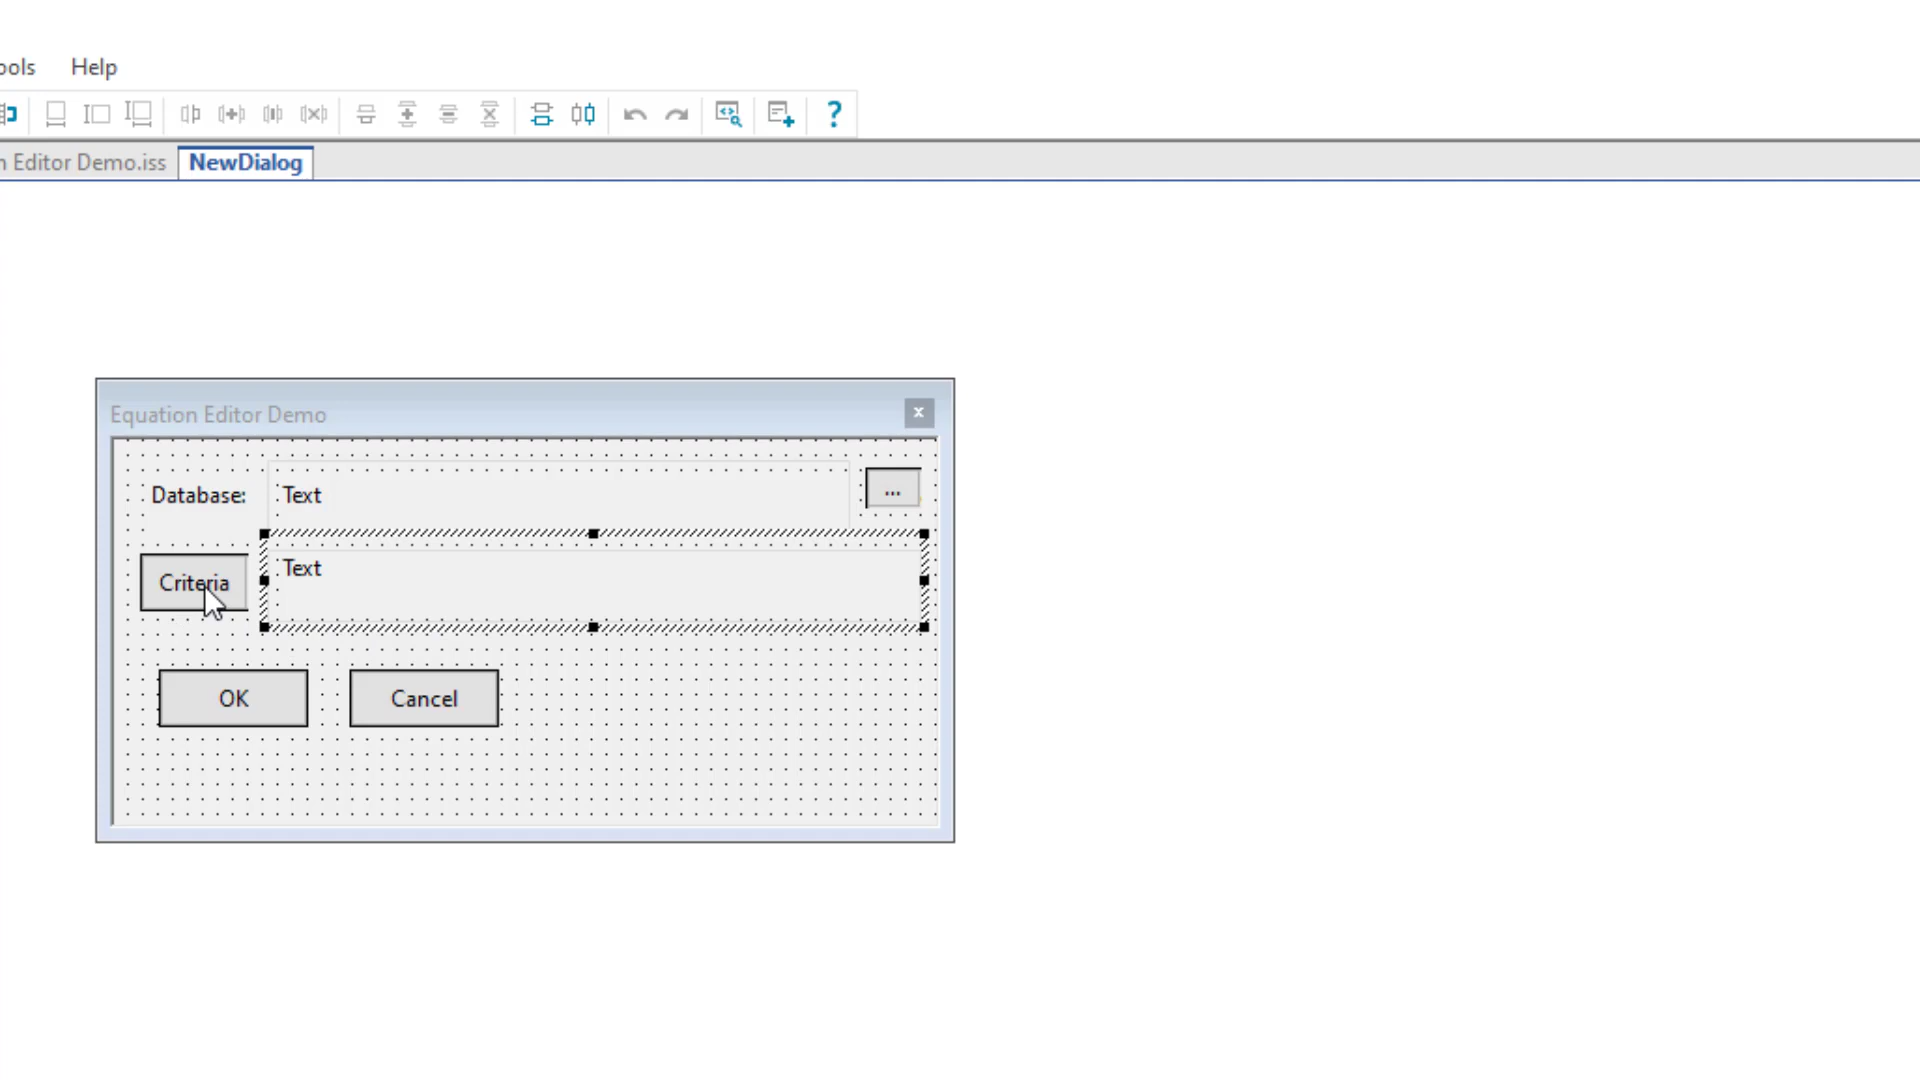 ools Help
?
n Editor Demo.iss NewDialog
Equation Editor Demo
x
Database: Text ...
Criteria Text
OK Cancel